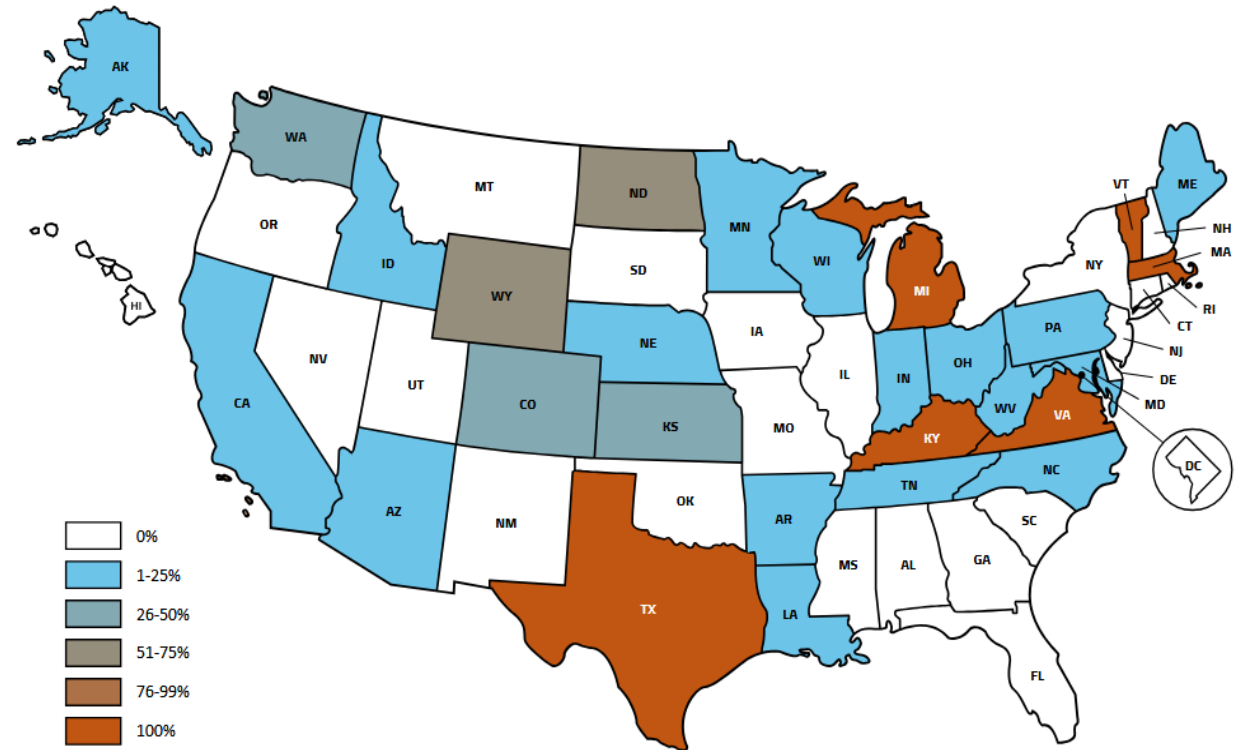 AK
WA
MT
ND
MN
VT
ME
OR
ID
SD
WI
NH
MA
NY
HI
WY
MI
RI
CT
NV
UT
NE
IA
PA
NJ
CA
CO
IL
IN
OH
DE
MD
KS
MO
WV
VA
KY
DC
AZ
NM
OK
AR
TN
NC
SC
MS
AL
GA
TX
LA
FL
0%
1-25%
26-50%
51-75%
76-99%
100%